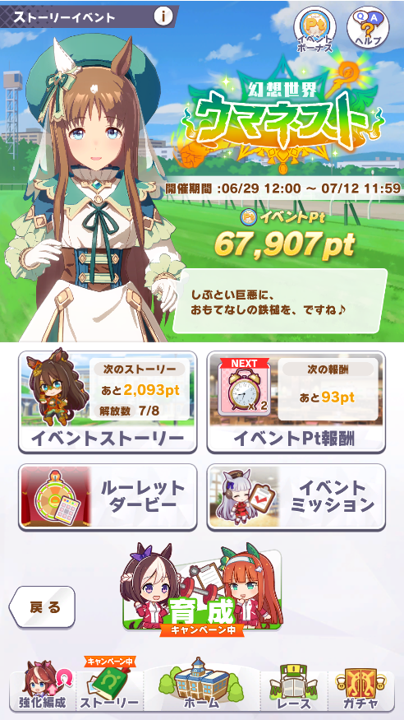 ストーリーイベント
イベント
ボーナス
Q A
?
ヘルプ
幻想世界
ウマネスト
開催期間 :06/29 12:00 ～ 07/12 11:59
イベントPt
67,907pt
しぶとい巨悪に、
おもてなしの鉄槌を、ですね♪
次のストーリー
あと2,093pt
解放数 7/8
イベントストーリー
NEXT
2
次の報酬
あと93pt
イベントPt報酬
ルーレット
ダービー
イベント
ミッション
戻る
育成
キャンペーン中
強化編成
キャンペーン中
ストーリー
ホーム
レース
ガチャ